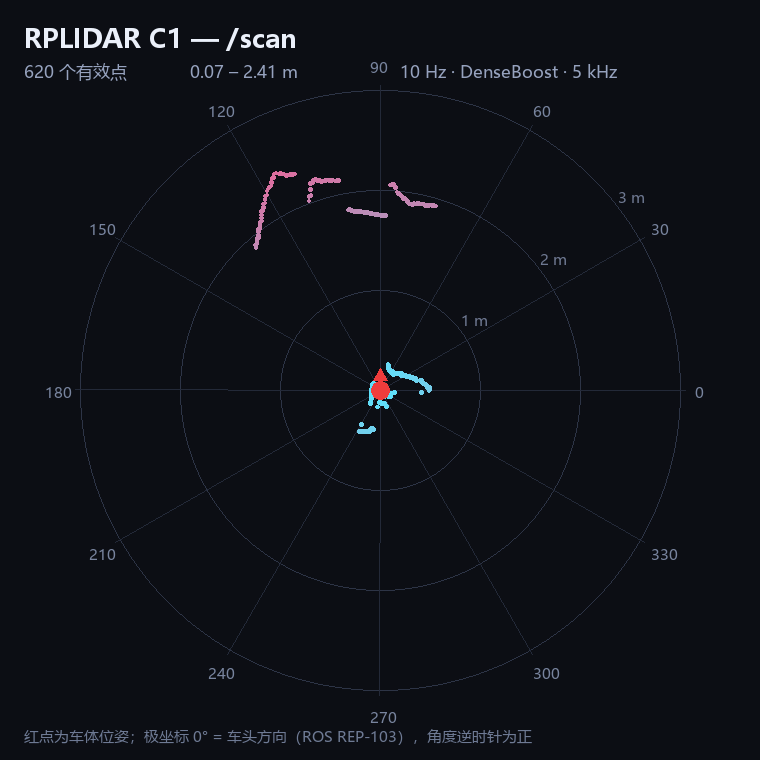 RPLIDAR C1 — /scan
620 个有效点 0.07 – 2.41 m 90 10 Hz · DenseBoost · 5 kHz
120 60
3 m
150 30
2 m
1 m
180 0
210 330
240 300
270
红点为车体位姿；极坐标 0° = 车头方向（ROS REP-103），角度逆时针为正